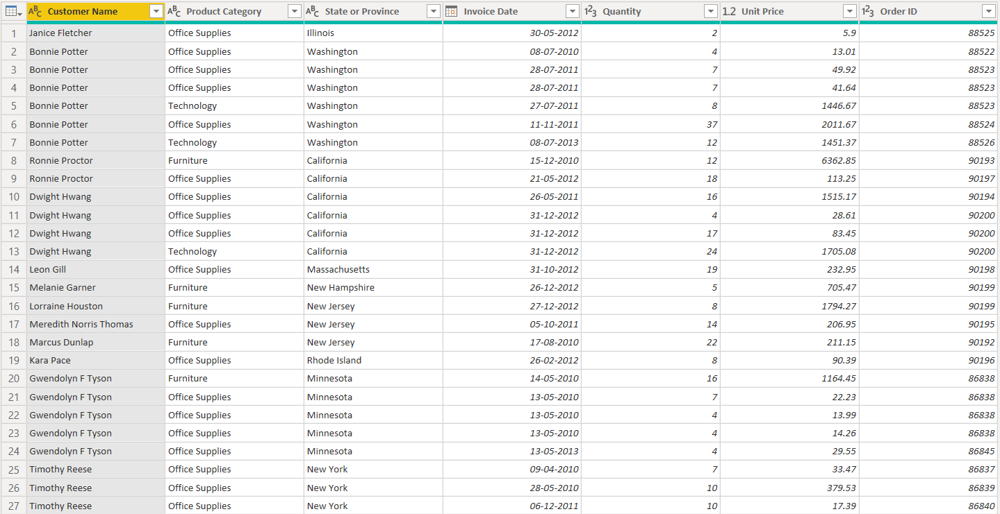 ABC Customer Name ABC Product Category ABC State or Province Invoice Date 123 Quantity 1.2 Unit Price 123 Order ID
1 Janice Fletcher Office Supplies Illinois 30-05-2012 2 5.9 88525
2 Bonnie Potter Office Supplies Washington 08-07-2010 4 13.01 88522
3 Bonnie Potter Office Supplies Washington 28-07-2011 7 49.92 88523
4 Bonnie Potter Office Supplies Washington 28-07-2011 7 41.64 88523
5 Bonnie Potter Technology Washington 27-07-2011 8 1446.67 88523
6 Bonnie Potter Office Supplies Washington 11-11-2011 37 2011.67 88524
7 Bonnie Potter Technology Washington 08-07-2013 12 1451.37 88526
8 Ronnie Proctor Furniture California 15-12-2010 12 6362.85 90193
9 Ronnie Proctor Office Supplies California 21-05-2012 18 113.25 90197
10 Dwight Hwang Office Supplies California 26-05-2011 16 1515.17 90194
11 Dwight Hwang Office Supplies California 31-12-2012 4 28.61 90200
12 Dwight Hwang Office Supplies California 31-12-2012 17 83.45 90200
13 Dwight Hwang Technology California 31-12-2012 24 1705.08 90200
14 Leon Gill Office Supplies Massachusetts 31-10-2012 19 232.95 90198
15 Melanie Garner Furniture New Hampshire 26-12-2012 5 705.47 90199
16 Lorraine Houston Furniture New Jersey 27-12-2012 8 1794.27 90199
17 Meredith Norris Thomas Office Supplies New Jersey 05-10-2011 14 206.95 90195
18 Marcus Dunlap Furniture New Jersey 17-08-2010 22 211.15 90192
19 Kara Pace Office Supplies Rhode Island 26-02-2012 8 90.39 90196
20 Gwendolyn F Tyson Furniture Minnesota 14-05-2010 16 1164.45 86838
21 Gwendolyn F Tyson Office Supplies Minnesota 13-05-2010 7 22.23 86838
22 Gwendolyn F Tyson Office Supplies Minnesota 13-05-2010 4 13.99 86838
23 Gwendolyn F Tyson Office Supplies Minnesota 13-05-2010 4 14.26 86838
24 Gwendolyn F Tyson Office Supplies Minnesota 13-05-2013 4 29.55 86845
25 Timothy Reese Office Supplies New York 09-04-2010 7 33.47 86837
26 Timothy Reese Office Supplies New York 28-05-2010 10 379.53 86839
27 Timothy Reese Office Supplies New York 06-12-2011 10 17.39 86840